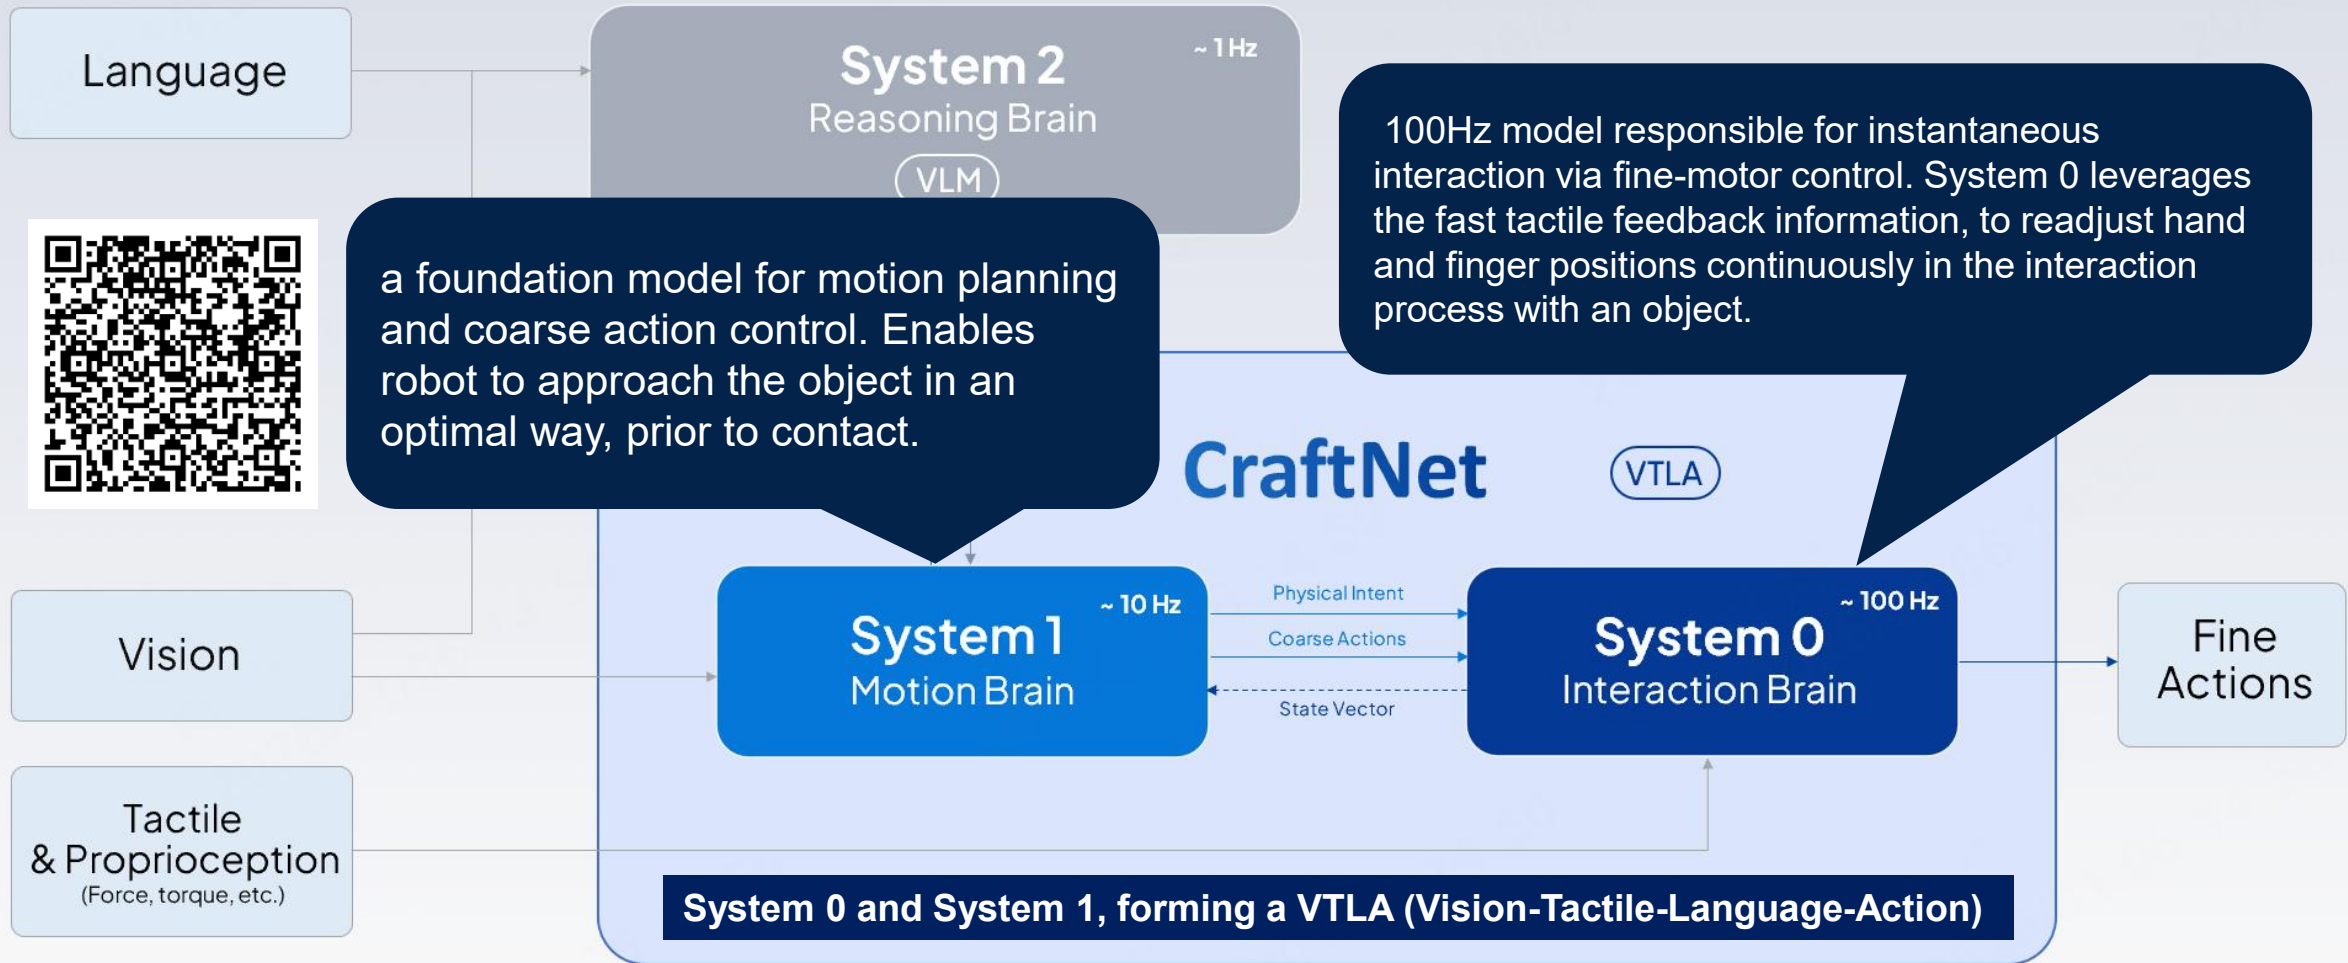 Language
System 2
~ 1 Hz
Reasoning Brain
VLM
100Hz model responsible for instantaneous
interaction via fine-motor control. System 0 leverages
the fast tactile feedback information, to readjust hand
and finger positions continuously in the interaction
process with an object.
a foundation model for motion planning
and coarse action control. Enables
robot to approach the object in an
optimal way, prior to contact.
CraftNet
VTLA
Vision
System 1
~ 10 Hz
Motion Brain
Physical Intent
Coarse Actions
State Vector
System 0
~ 100 Hz
Interaction Brain
Fine
Actions
Tactile
& Proprioception
(Force, torque, etc.)
System 0 and System 1, forming a VTLA (Vision-Tactile-Language-Action)